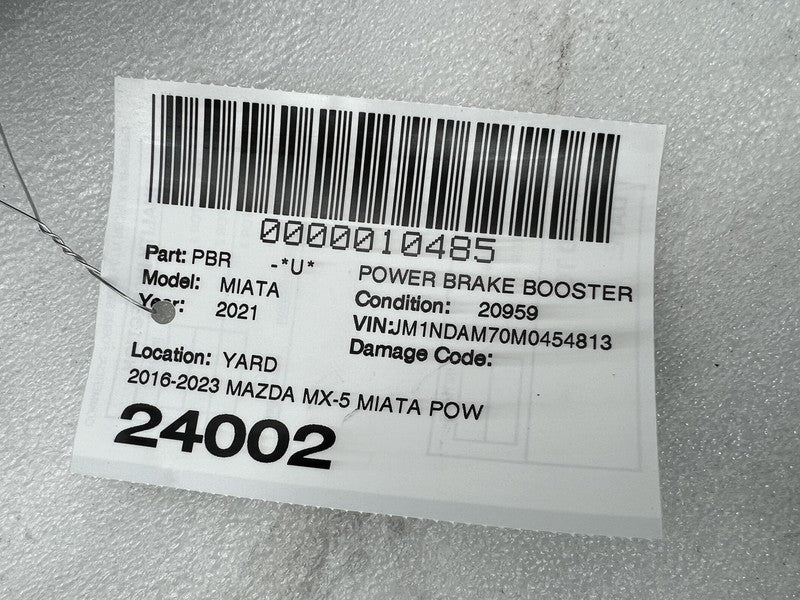 0000010485
Part: PBR -*U* POWER BRAKE BOOSTER
Model: MIATA Condition: 20959
Year: 2021 VIN:JM1NDAM70M0454813
Damage Code:
Location: YARD
2016-2023 MAZDA MX-5 MIATA POW
24002